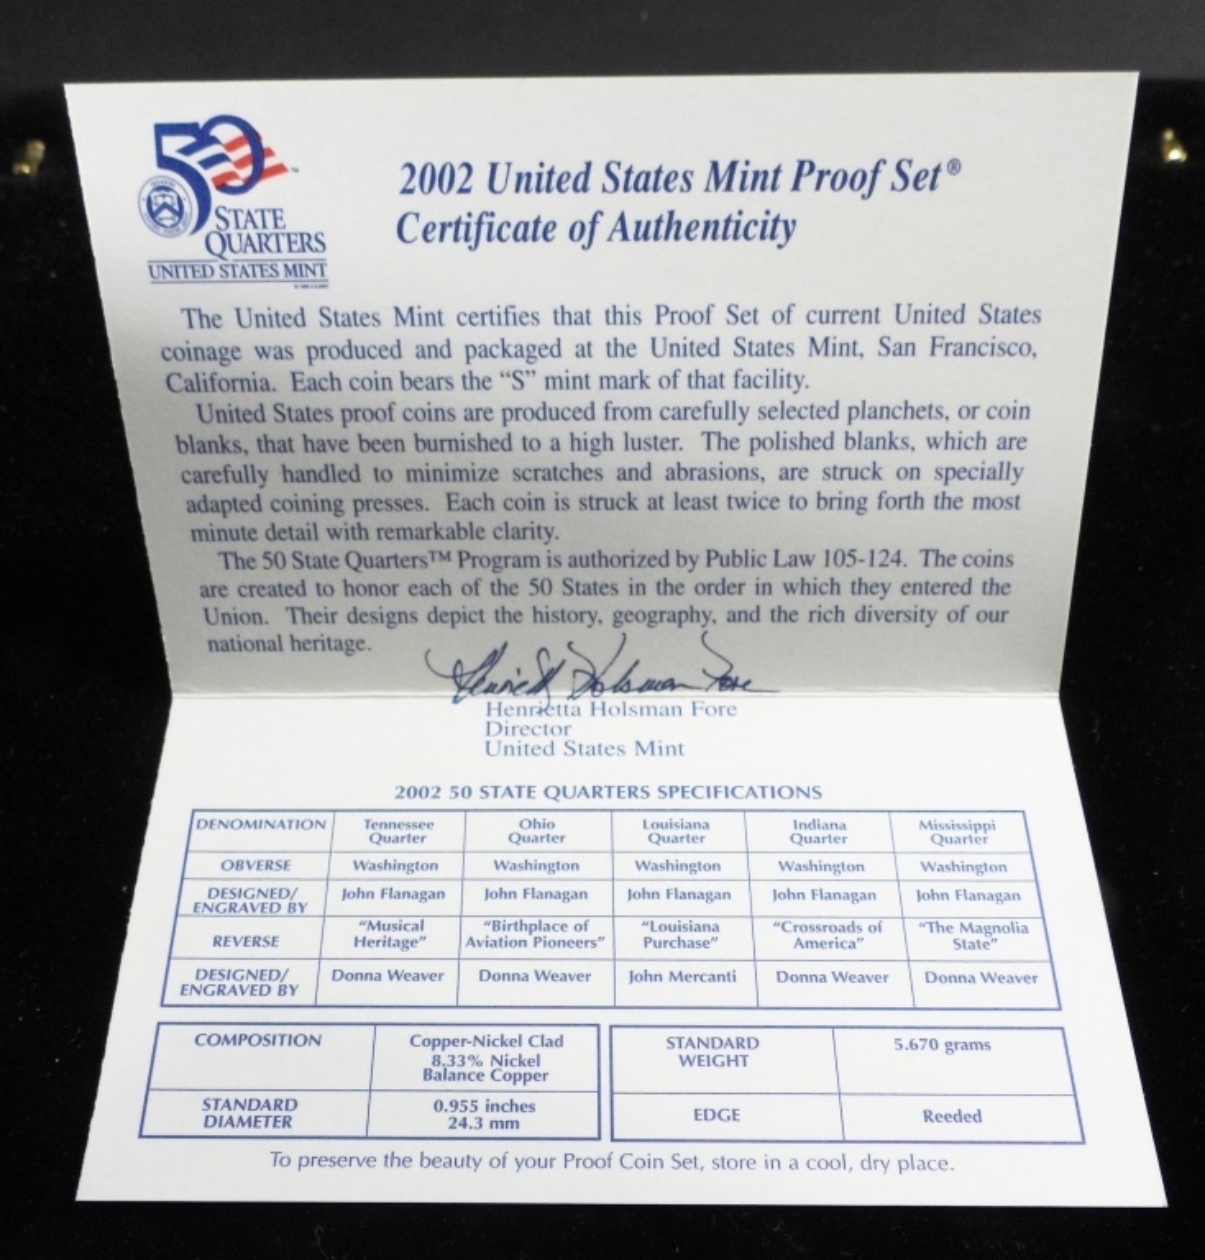 50
STATE
QUARTERS
UNITED STATES MINT
2002 United States Mint Proof Set®
Certificate of Authenticity
The United States Mint certifies that this Proof Set of current United States
coinage was produced and packaged at the United States Mint, San Francisco,
California. Each coin bears the “S” mint mark of that facility.
United States proof coins are produced from carefully selected planchets, or coin
blanks, that have been burnished to a high luster. The polished blanks, which are
carefully handled to minimize scratches and abrasions, are struck on specially
adapted coining presses. Each coin is struck at least twice to bring forth the most
minute detail with remarkable clarity.
The 50 State Quarters™ Program is authorized by Public Law 105-124. The coins
are created to honor each of the 50 States in the order in which they entered the
Union. Their designs depict the history, geography, and the rich diversity of our
national heritage.
Henrietta Holsman Fore
Henrietta Holsman Fore
Director
United States Mint
2002 50 STATE QUARTERS SPECIFICATIONS
DENOMINATION Tennessee Quarter Ohio Quarter Louisiana Quarter Indiana Quarter Mississippi Quarter
OBVERSE Washington Washington Washington Washington Washington
DESIGNED/ ENGRAVED BY John Flanagan John Flanagan John Flanagan John Flanagan John Flanagan
REVERSE “Musical Heritage” “Birthplace of Aviation Pioneers” “Louisiana Purchase” “Crossroads of America” “The Magnolia State”
DESIGNED/ ENGRAVED BY Donna Weaver Donna Weaver John Mercanti Donna Weaver Donna Weaver
COMPOSITION Copper-Nickel Clad
8.33% Nickel
Balance Copper
STANDARD WEIGHT 5.670 grams
STANDARD DIAMETER 0.955 inches
24.3 mm
EDGE Reeded
To preserve the beauty of your Proof Coin Set, store in a cool, dry place.